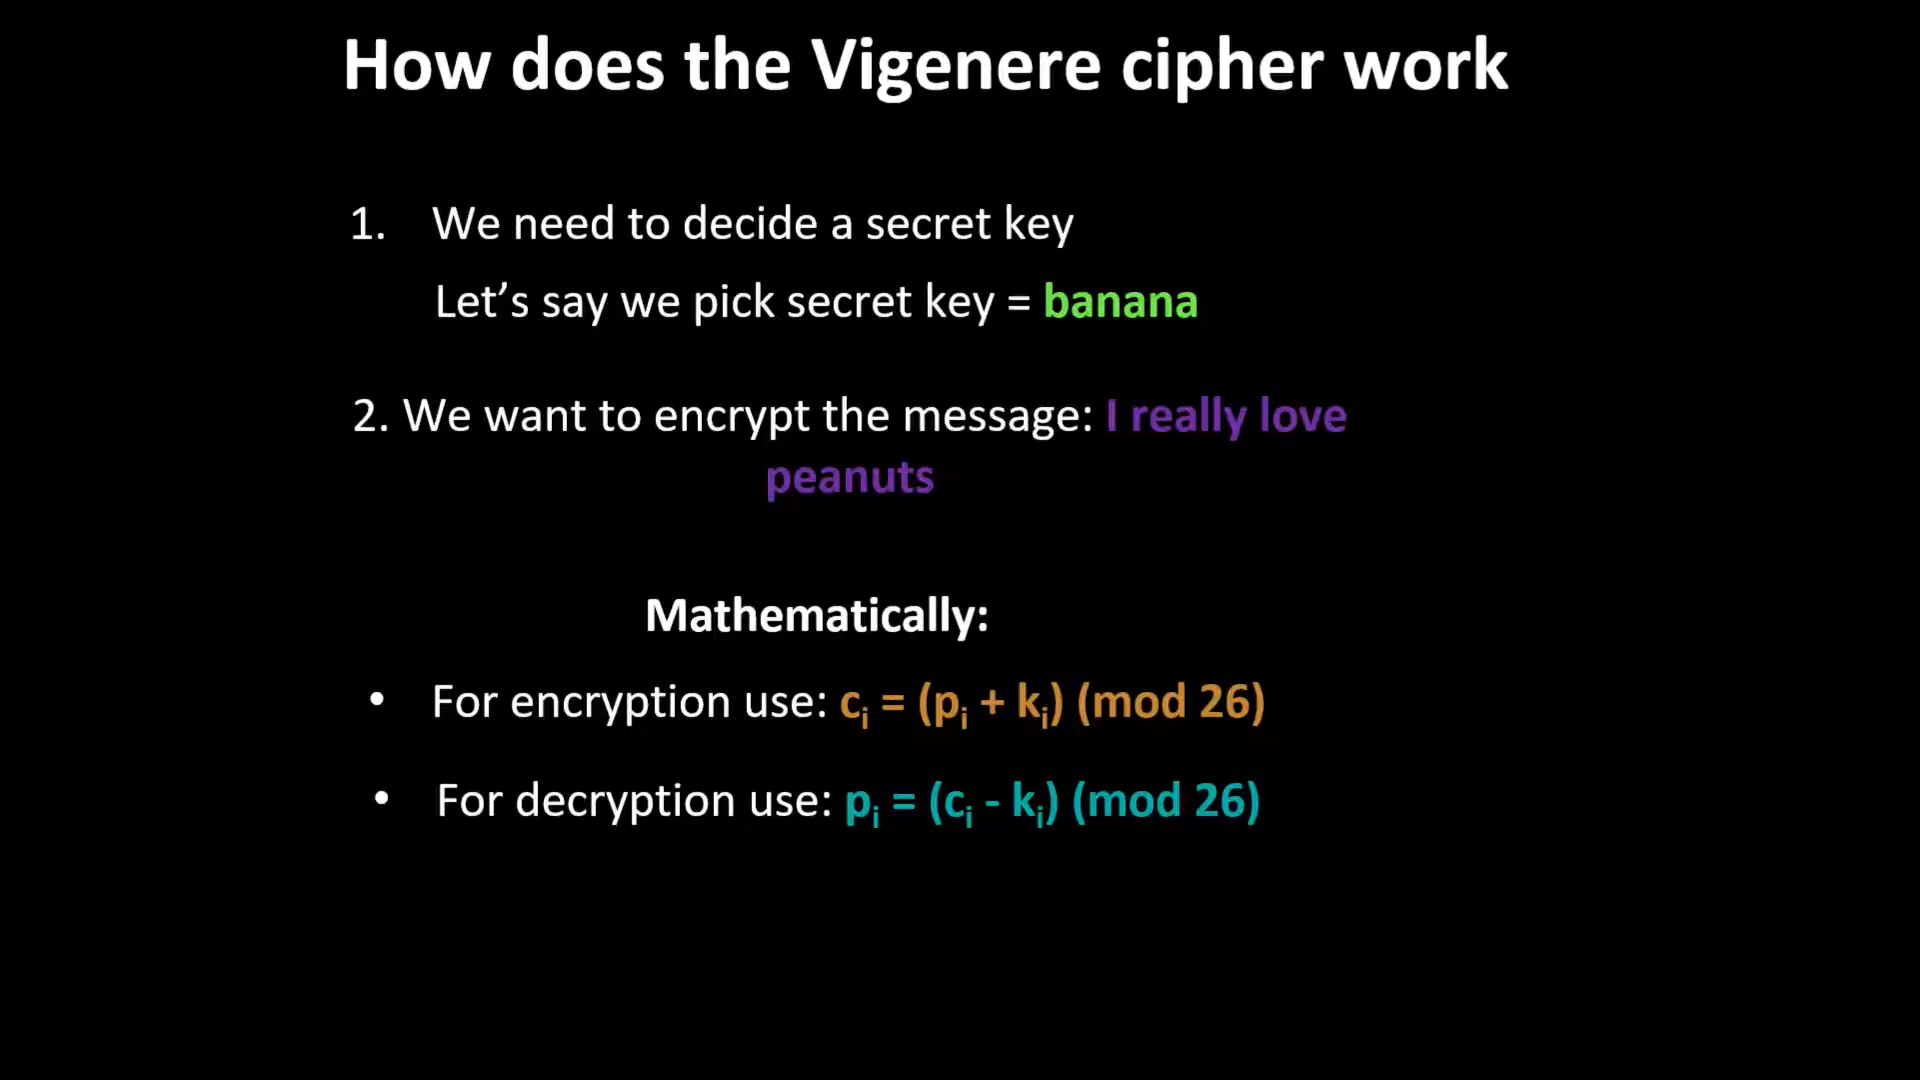 How does the Vigenere cipher work
1. We need to decide a secret key
Let’s say we pick secret key = banana
2. We want to encrypt the message: I really love
peanuts
Mathematically:
• For encryption use: cᵢ = (pᵢ + kᵢ) (mod 26)
• For decryption use: pᵢ = (cᵢ - kᵢ) (mod 26)